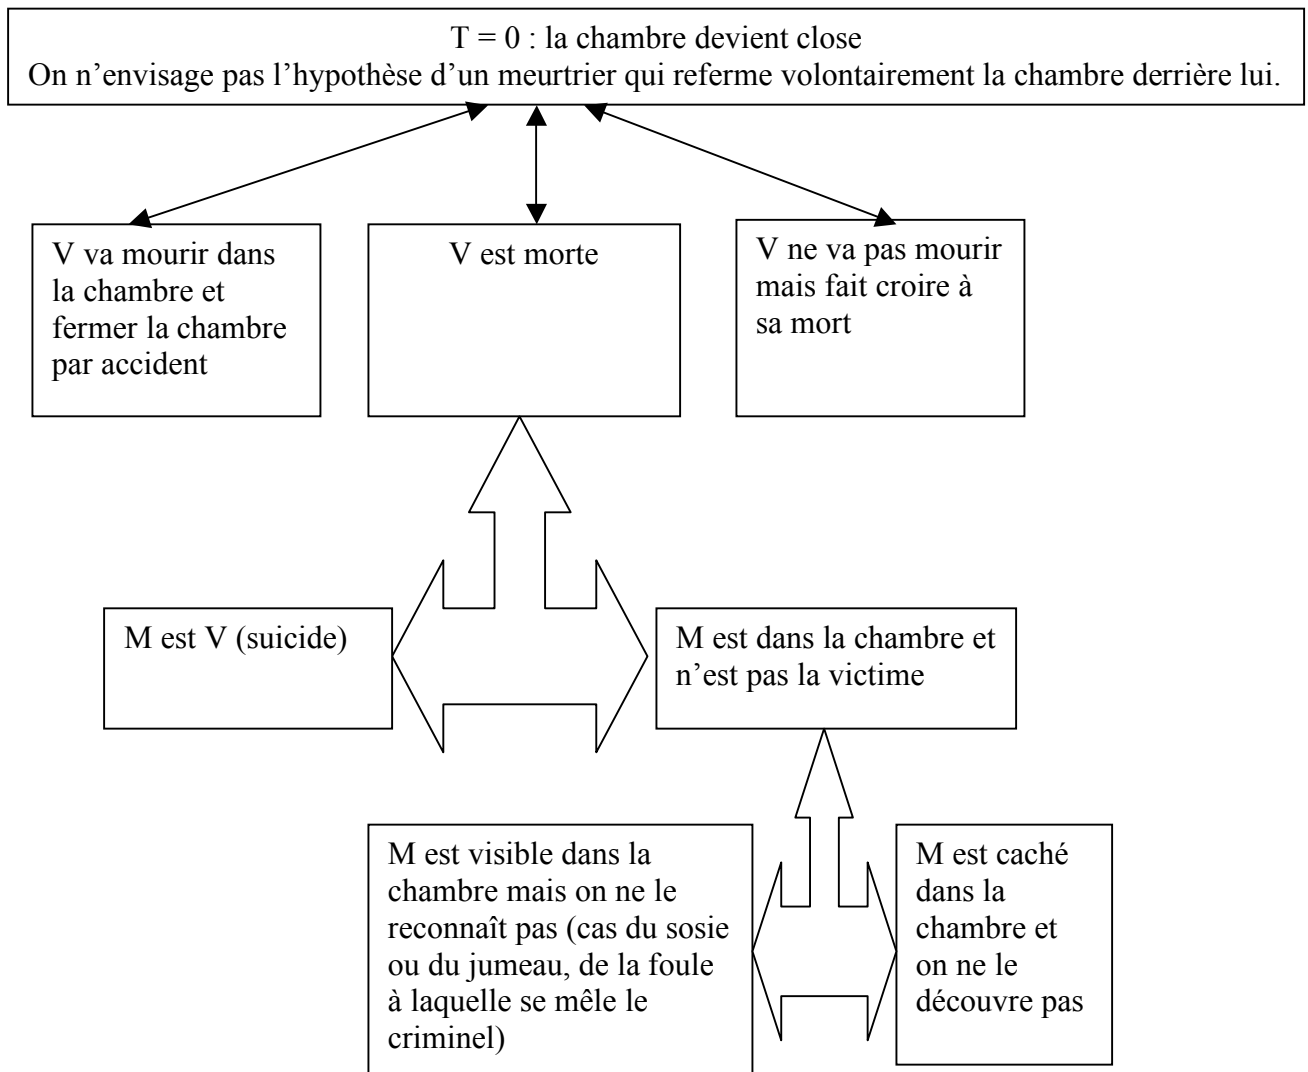 T = 0 : la chambre devient close
On n’envisage pas l’hypothèse d’un meurtrier qui referme volontairement la chambre derrière lui.
V va mourir dans
la chambre et
fermer la chambre
par accident
V est morte
V ne va pas mourir
mais fait croire à
sa mort
M est V (suicide)
M est dans la chambre et
n’est pas la victime
M est visible dans la
chambre mais on ne le
reconnaît pas (cas du sosie
ou du jumeau, de la foule
à laquelle se mêle le
criminel)
M est caché
dans la
chambre et
on ne le
découvre pas